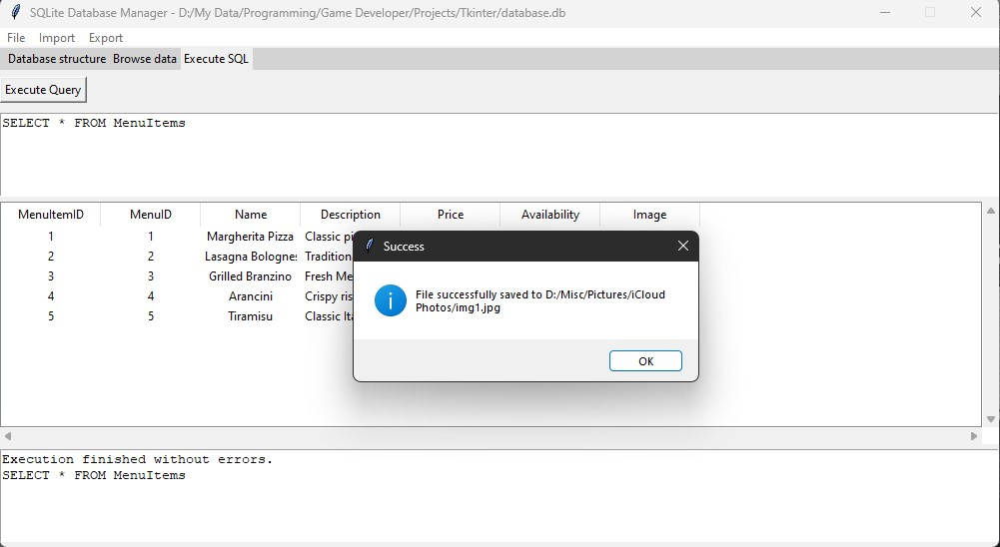 SQLite Database Manager - D:/My Data/Programming/Game Developer/Projects/Tkinter/database.db
File Import Export
Database structure Browse data Execute SQL
Execute Query
SELECT * FROM MenuItems
MenuItemID MenuID Name Description Price Availability Image
1 1 Margherita Pizza Classic pi
2 2 Lasagna Bolognes Tradition
3 3 Grilled Branzino Fresh Me
4 4 Arancini Crispy ris
5 5 Tiramisu Classic Ita
Success
File successfully saved to D:/Misc/Pictures/iCloud
Photos/img1.jpg
OK
Execution finished without errors.
SELECT * FROM MenuItems